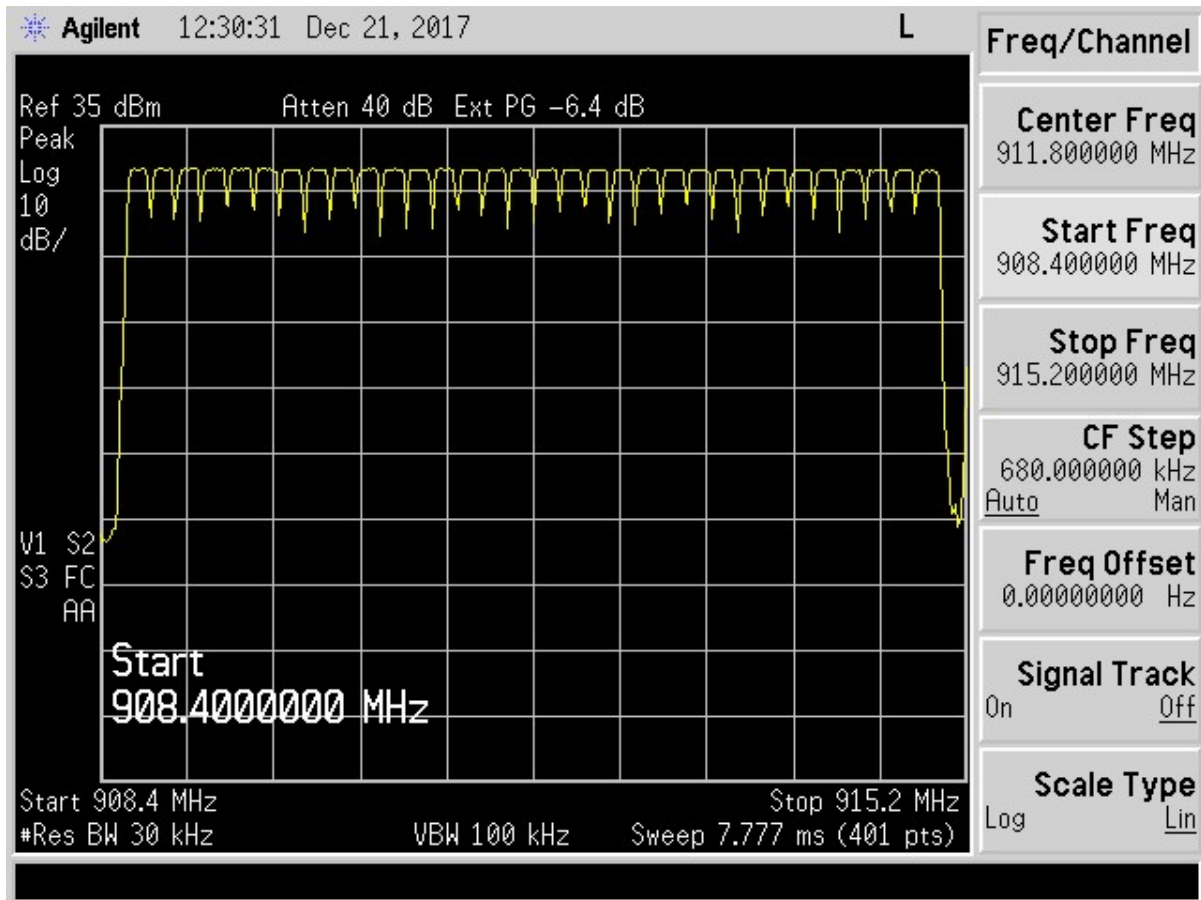 Agilent 12:30:31 Dec 21, 2017 L
Ref 35 dBm Atten 40 dB Ext PG -6.4 dB
Peak
Log
10
dB/
V1 S2
S3 FC
AA
Start
908.4000000 MHz
Start 908.4 MHz Stop 915.2 MHz
#Res BW 30 kHz VBW 100 kHz Sweep 7.777 ms (401 pts)
Freq/Channel
Center Freq
911.800000 MHz
Start Freq
908.400000 MHz
Stop Freq
915.200000 MHz
CF Step
680.000000 kHz
Auto Man
Freq Offset
0.00000000 Hz
Signal Track
On Off
Scale Type
Log Lin